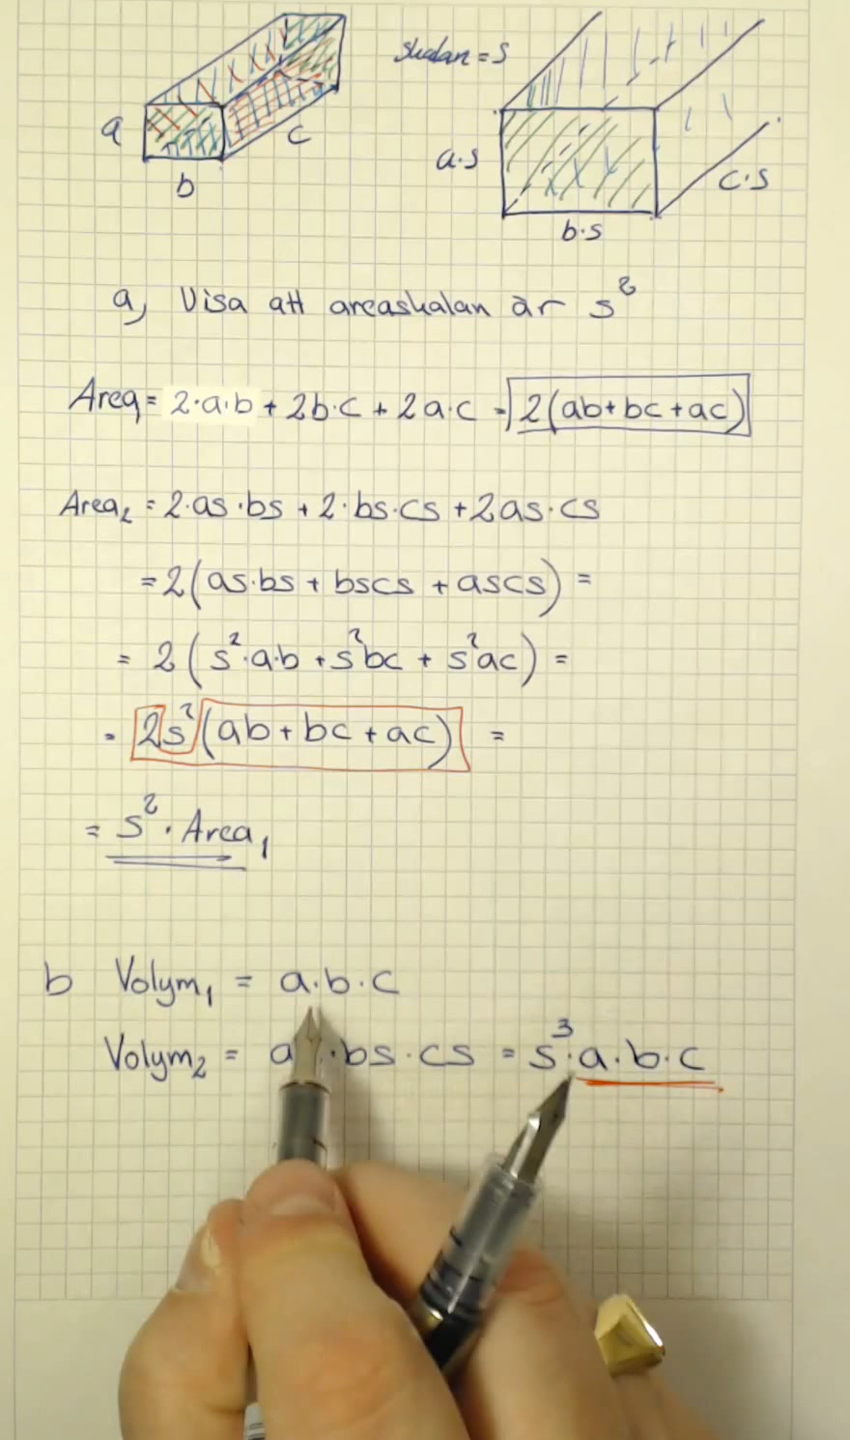 skalan = s
a
b
c
a·s
b·s
c·s
a, Visa att areaskalan är s²
Area = 2·a·b + 2b·c + 2a·c = 2(ab+bc+ac)
Area₂ = 2·as·bs + 2·bs·cs + 2as·cs
= 2(as·bs + bscs + ascs) =
= 2(s²·a·b + s²bc + s²ac) =
= 2s²(ab+bc+ac) =
= s²·Area₁
b Volym₁ = a·b·c
Volym₂ = a ·bs·cs = s³·a·b·c